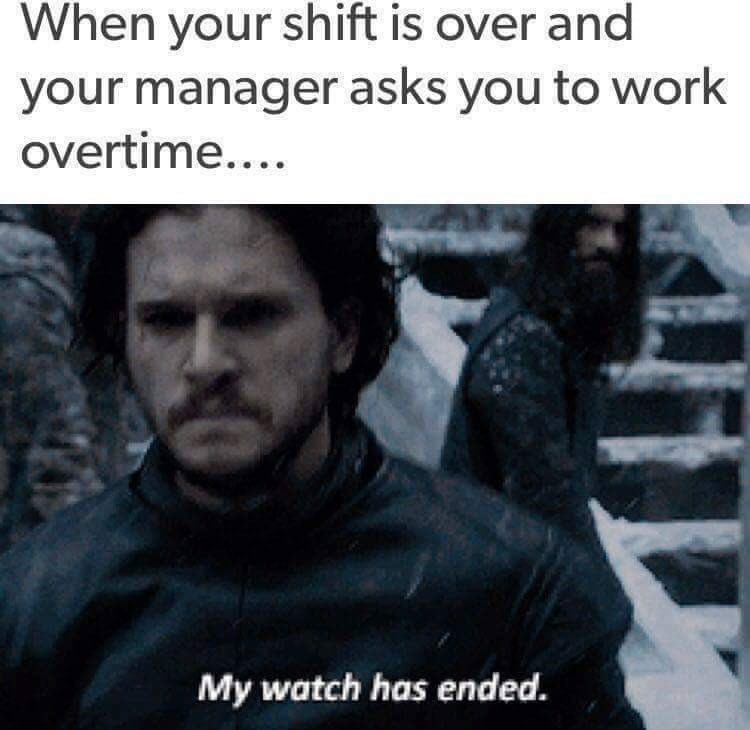 When your shift is over and
your manager asks you to work
overtime....
My watch has ended.